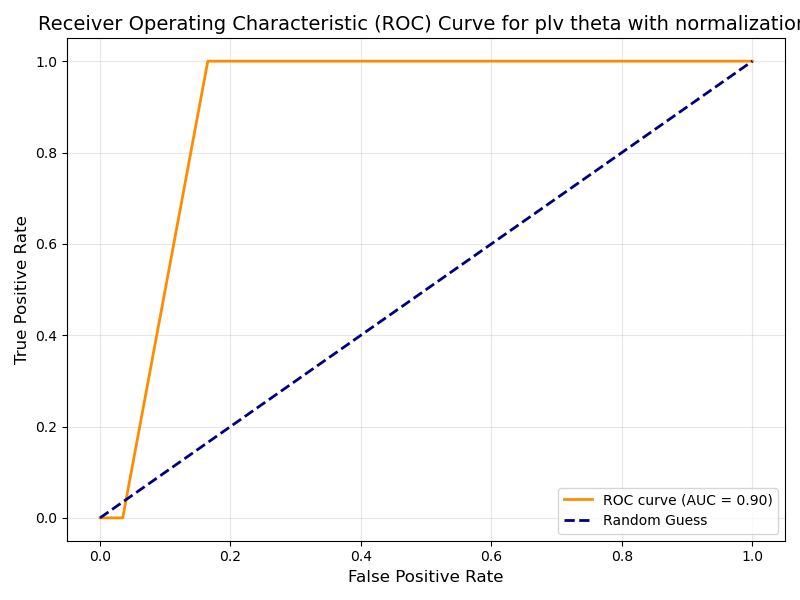 Receiver Operating Characteristic (ROC) Curve for plv theta with normalization
True Positive Rate
1.0
0.8
0.6
0.4
0.2
0.0
0.0 0.2 0.4 0.6 0.8 1.0
False Positive Rate
ROC curve (AUC = 0.90)
Random Guess